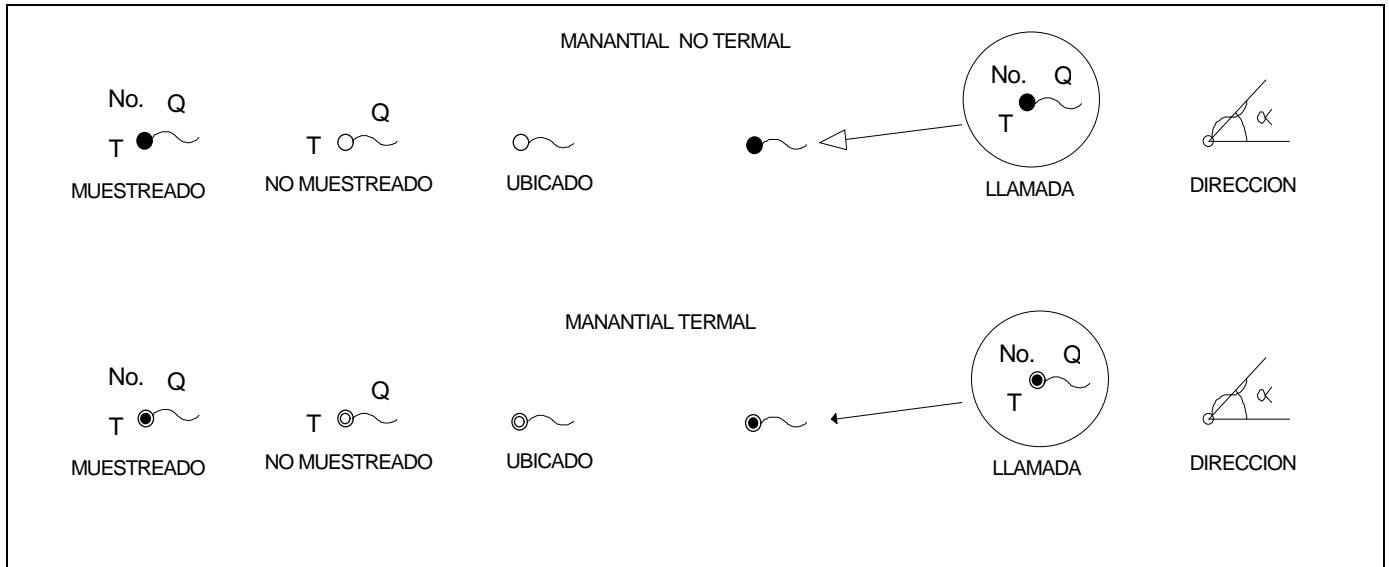 MANANTIAL NO TERMAL
No. Q
T
MUESTREADO
Q
T
NO MUESTREADO
UBICADO
No. Q
T
LLAMADA
α
DIRECCION
MANANTIAL TERMAL
No. Q
T
MUESTREADO
Q
T
NO MUESTREADO
UBICADO
No. Q
T
LLAMADA
α
DIRECCION